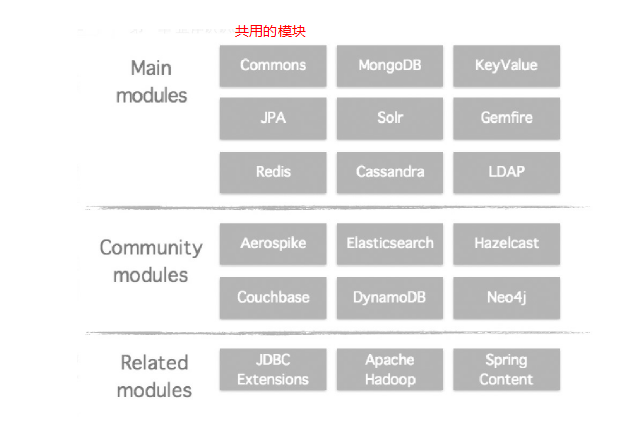 共用的模块
Main
modules
Commons
MongoDB
KeyValue
JPA
Solr
Gemfire
Redis
Cassandra
LDAP
Community
modules
Aerospike
Elasticsearch
Hazelcast
Couchbase
DynamoDB
Neo4j
Related
modules
JDBC
Extensions
Apache
Hadoop
Spring
Content